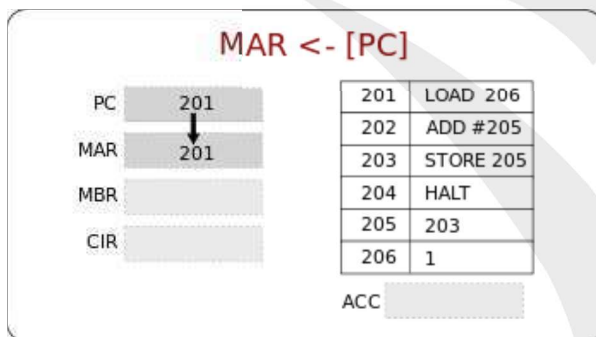 MAR <- [PC]
PC 201
MAR 201
MBR
CIR
201 LOAD 206
202 ADD #205
203 STORE 205
204 HALT
205 203
206 1
ACC